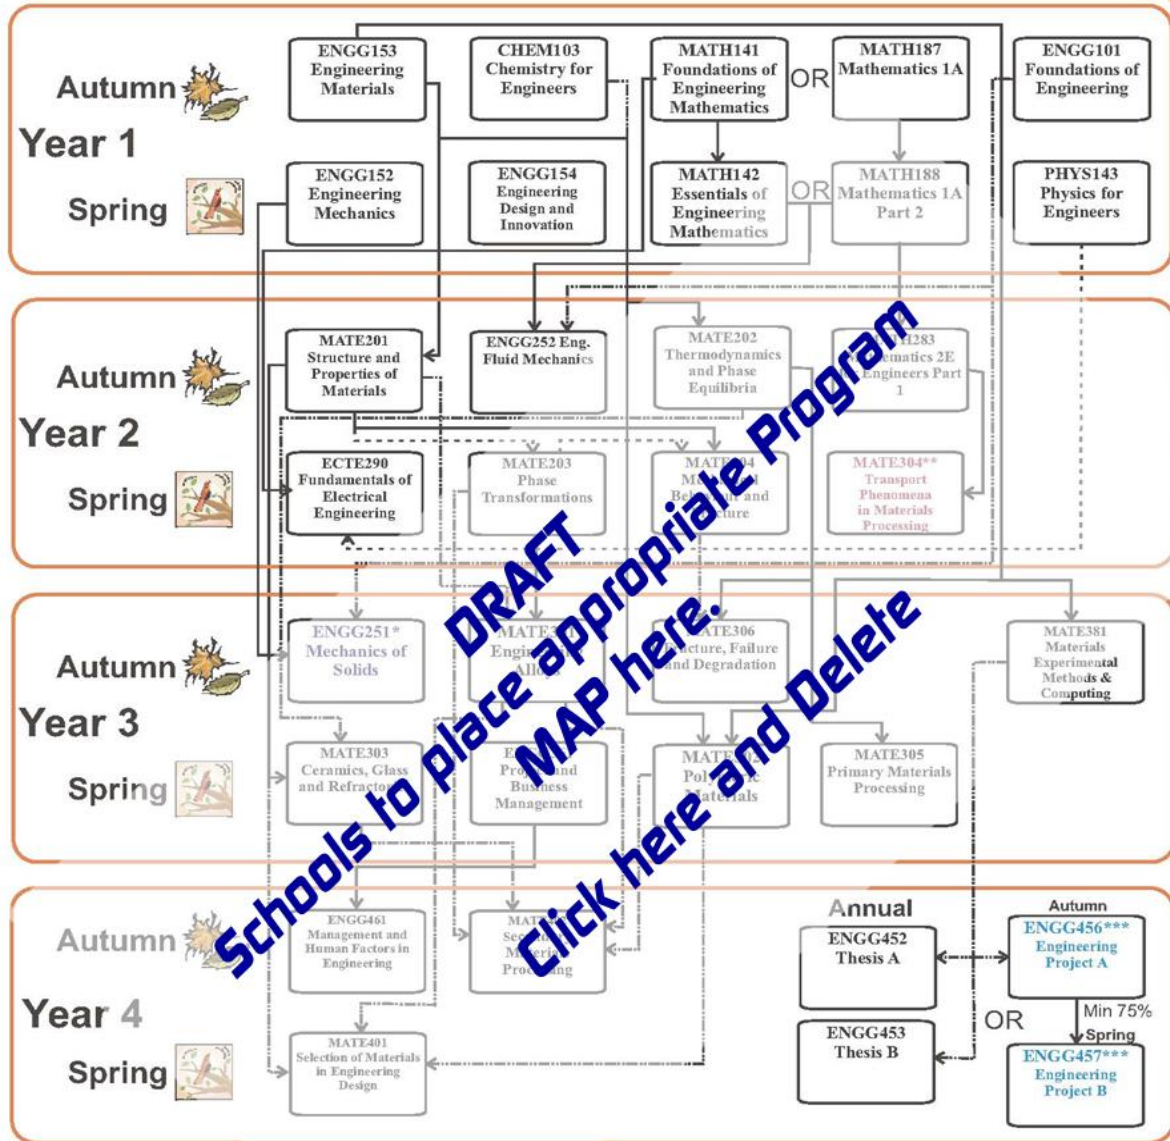 Autumn
Year 1
Spring
ENGG153
Engineering
Materials
CHEM103
Chemistry for
Engineers
MATH141
Foundations of
Engineering
Mathematics
OR
MATH187
Mathematics 1A
ENGG101
Foundations of
Engineering
ENGG152
Engineering
Mechanics
ENGG154
Engineering
Design and
Innovation
MATH142
Essentials of
Engineering
Mathematics
OR
MATH188
Mathematics 1A
Part 2
PHYS143
Physics for
Engineers
Autumn
Year 2
Spring
MATE201
Structure and
Properties of
Materials
ENGG252 Eng.
Fluid Mechanics
MATE202
Thermodynamics
and Phase
Equilibria
Engineers Part
1
ECTE290
Fundamentals of
Electrical
Engineering
MATE203
Phase
Transformations
MATE304**
Transport
Phenomena
in Materials
Processing
Autumn
Year 3
Spring
ENGG251*
Mechanics of
Solids
MATE306
Failure
and Degradation
MATE381
Materials
Experimental
Methods &
Computing
MATE303
Ceramics, Glass
and
Business
Management
Materials
MATE305
Primary Materials
Processing
Autumn
Year 4
Spring
ENGG461
Management and
Human Factors in
Engineering
MATE401
Selection of Materials
in Engineering
Design
Annual
ENGG452
Thesis A
ENGG453
Thesis B
OR
Autumn
ENGG456***
Engineering
Project A
Min 75%
Spring
ENGG457***
Engineering
Project B
DRAFT
Schools to place appropriate Program
MAP here.
Click here and Delete